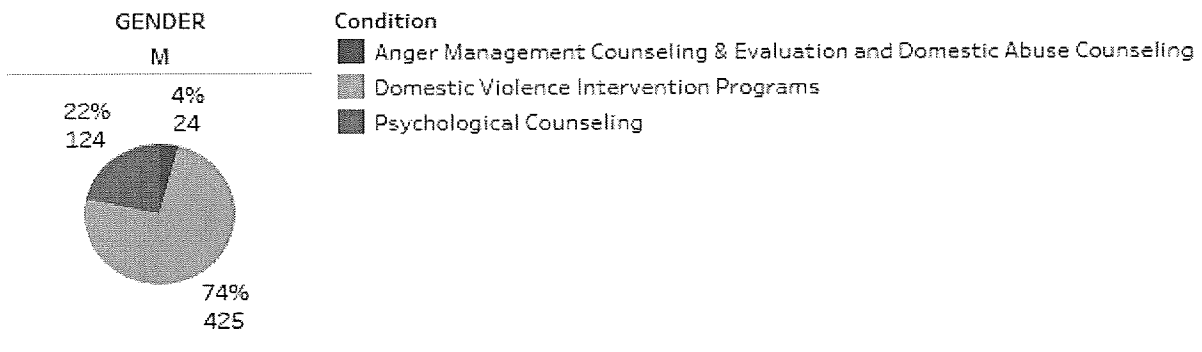 GENDER
M
4%
24
22%
124
74%
425
Condition
Anger Management Counseling & Evaluation and Domestic Abuse Counseling
Domestic Violence Intervention Programs
Psychological Counseling